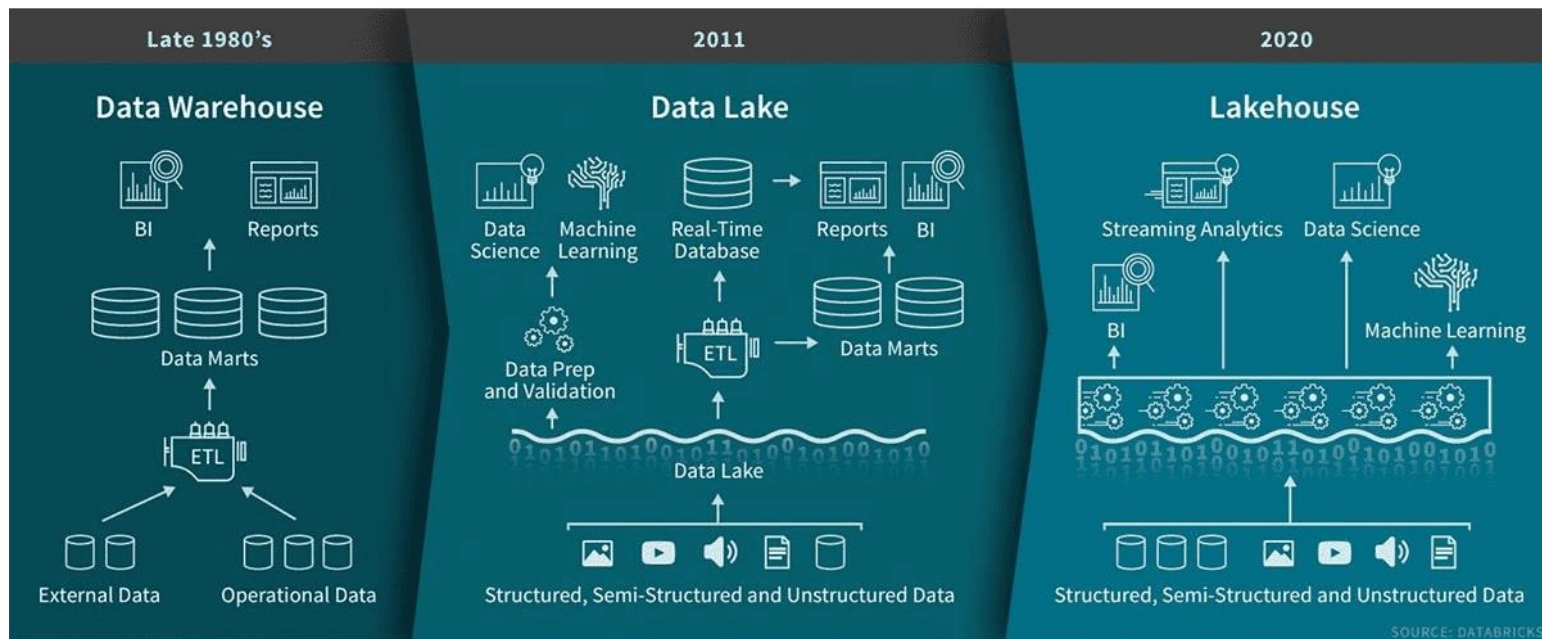 Late 1980's
Data Warehouse
BI
Reports
Data Marts
ETL
External Data
Operational Data
2011
Data Lake
Data
Science
Machine
Learning
Real-Time
Database
Reports
BI
Data Prep
and Validation
ETL
Data Marts
Data Lake
Structured, Semi-Structured and Unstructured Data
2020
Lakehouse
Streaming Analytics
Data Science
BI
Machine Learning
Structured, Semi-Structured and Unstructured Data
SOURCE: DATABRICKS